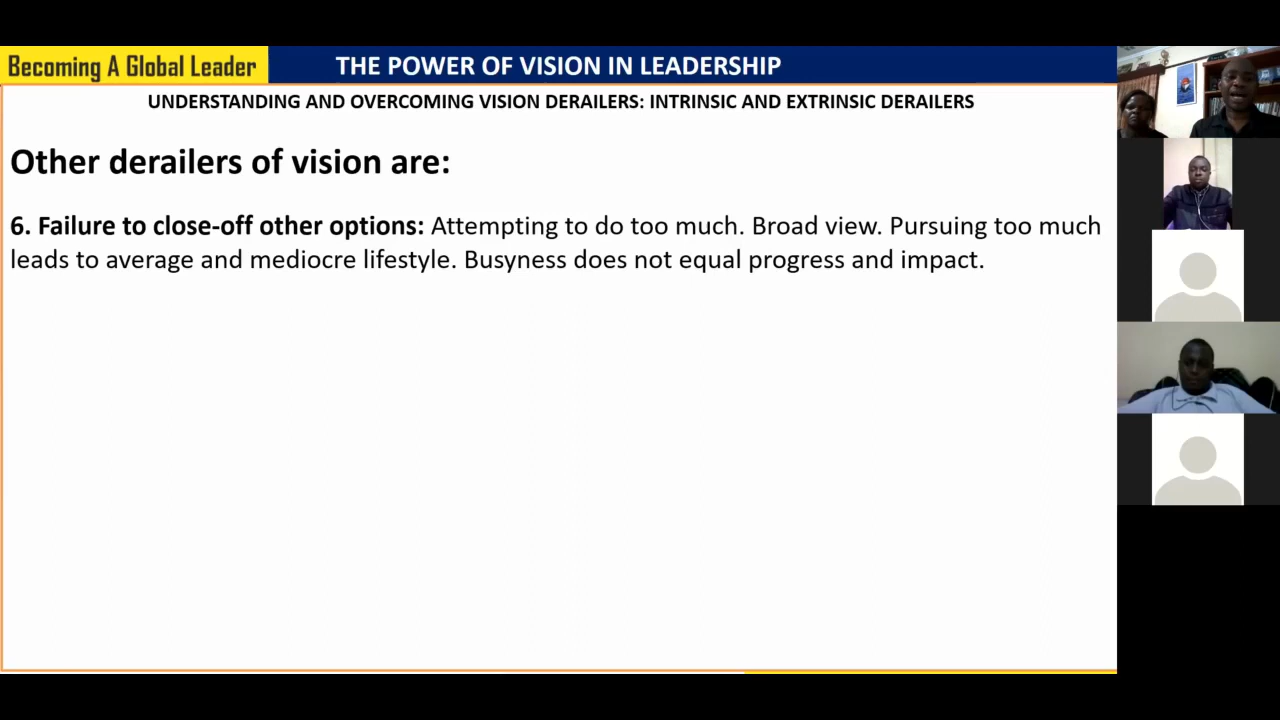 Becoming A Global Leader
THE POWER OF VISION IN LEADERSHIP
UNDERSTANDING AND OVERCOMING VISION DERAILERS: INTRINSIC AND EXTRINSIC DERAILERS
Other derailers of vision are:
6. Failure to close-off other options: Attempting to do too much. Broad view. Pursuing too much
leads to average and mediocre lifestyle. Busyness does not equal progress and impact.